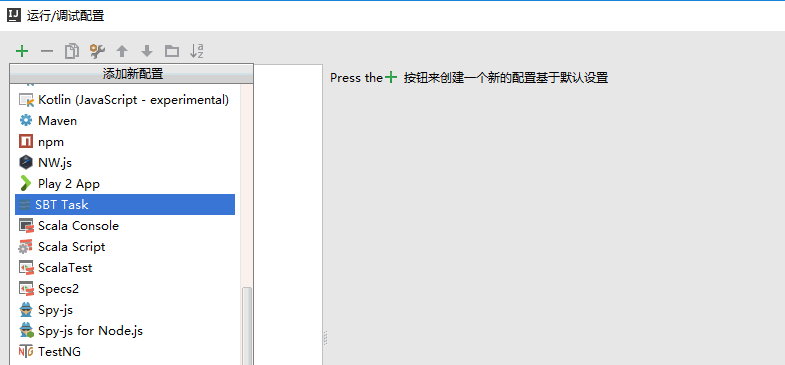 运行/调试配置
添加新配置
Press the 按钮来创建一个新的配置基于默认设置
Kotlin (JavaScript - experimental)
Maven
npm
NW.js
Play 2 App
SBT Task
Scala Console
Scala Script
ScalaTest
Specs2
Spy-js
Spy-js for Node.js
TestNG